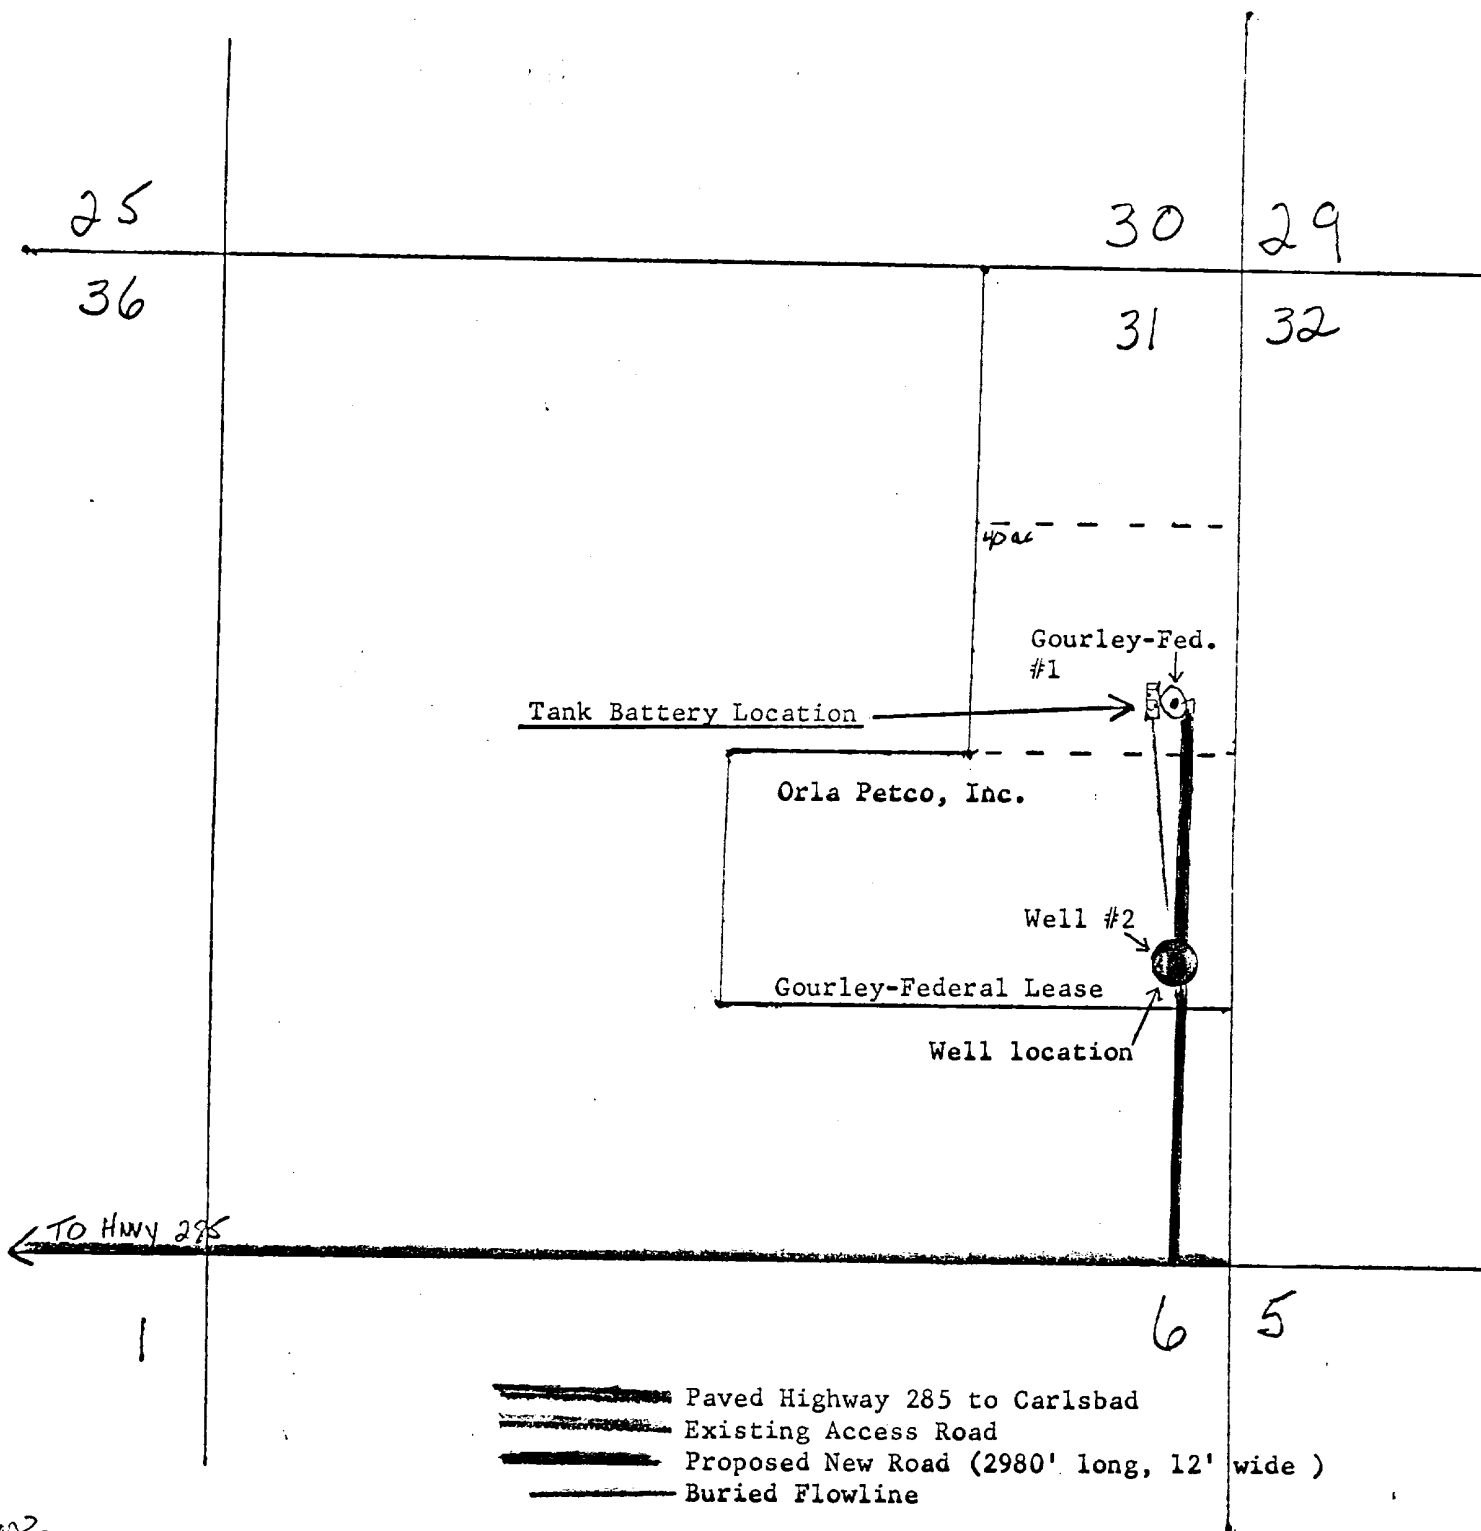 25
30 29
36
31 32
40 ac
Gourley-Fed.
#1
Tank Battery Location
Orla Petco, Inc.
Well #2
Gourley-Federal Lease
Well location
TO HWY 285
1
6 5
Paved Highway 285 to Carlsbad
Existing Access Road
Proposed New Road (2980' long, 12' wide )
Buried Flowline